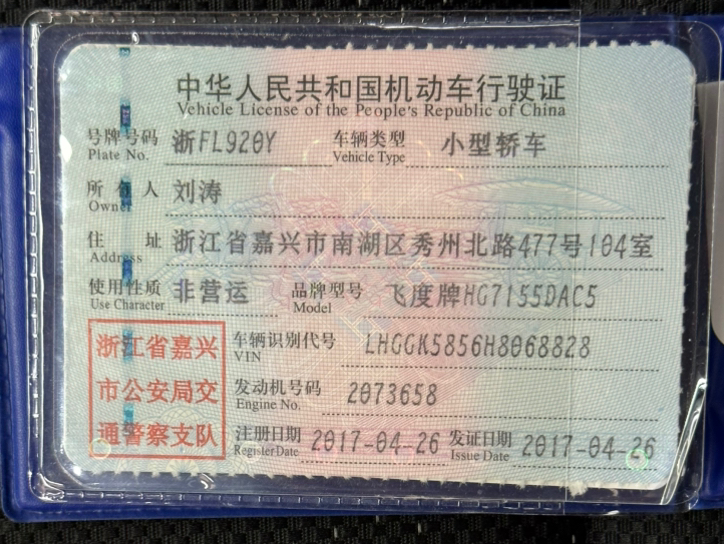 中华人民共和国机动车行驶证
Vehicle License of the People's Republic of China
号牌号码 浙FL920Y 车辆类型 小型轿车
Plate No. Vehicle Type
所有人 刘涛
Owner
住址 浙江省嘉兴市南湖区秀州北路477号104室
Address
使用性质 非营运 品牌型号 飞度牌HG7155DAC5
Use Character Model
浙江省嘉兴 车辆识别代号 LHGGK5856H8068828
VIN
市公安局交 发动机号码 2073658
Engine No.
通警察支队 注册日期 2017-04-26 发证日期 2017-04-26
Register Date Issue Date